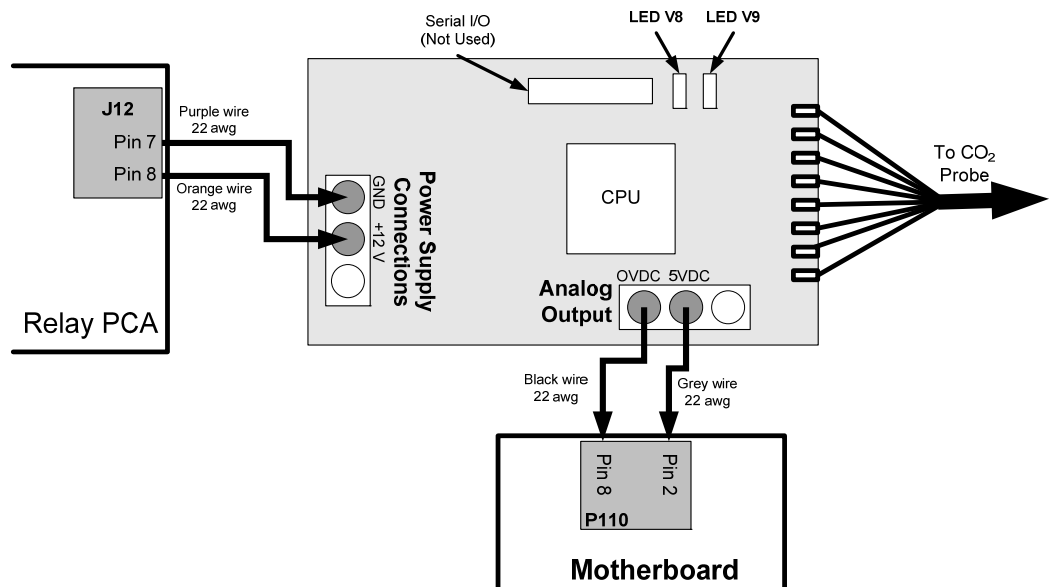 Serial I/O
(Not Used)
LED V8
LED V9
J12
Pin 7
Pin 8
Purple wire
22 awg
Orange wire
22 awg
GND
+12 V
Power Supply
Connections
CPU
To CO₂
Probe
Analog
Output
OVDC
5VDC
Relay PCA
Black wire
22 awg
Grey wire
22 awg
Pin 8
Pin 2
P110
Motherboard